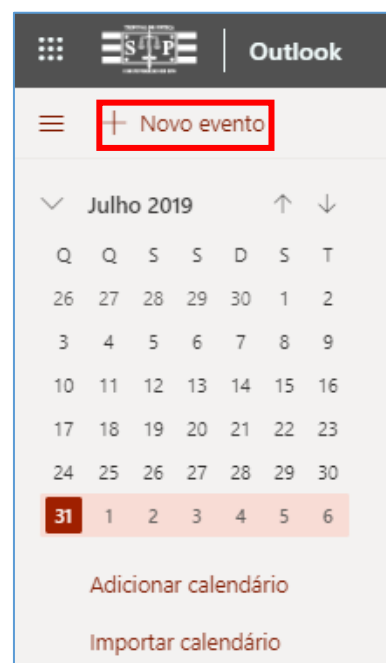 STP Outlook
+ Novo evento
Julho 2019
Q Q S S D S T
26 27 28 29 30 1 2
3 4 5 6 7 8 9
10 11 12 13 14 15 16
17 18 19 20 21 22 23
24 25 26 27 28 29 30
31 1 2 3 4 5 6
Adicionar calendário
Importar calendário